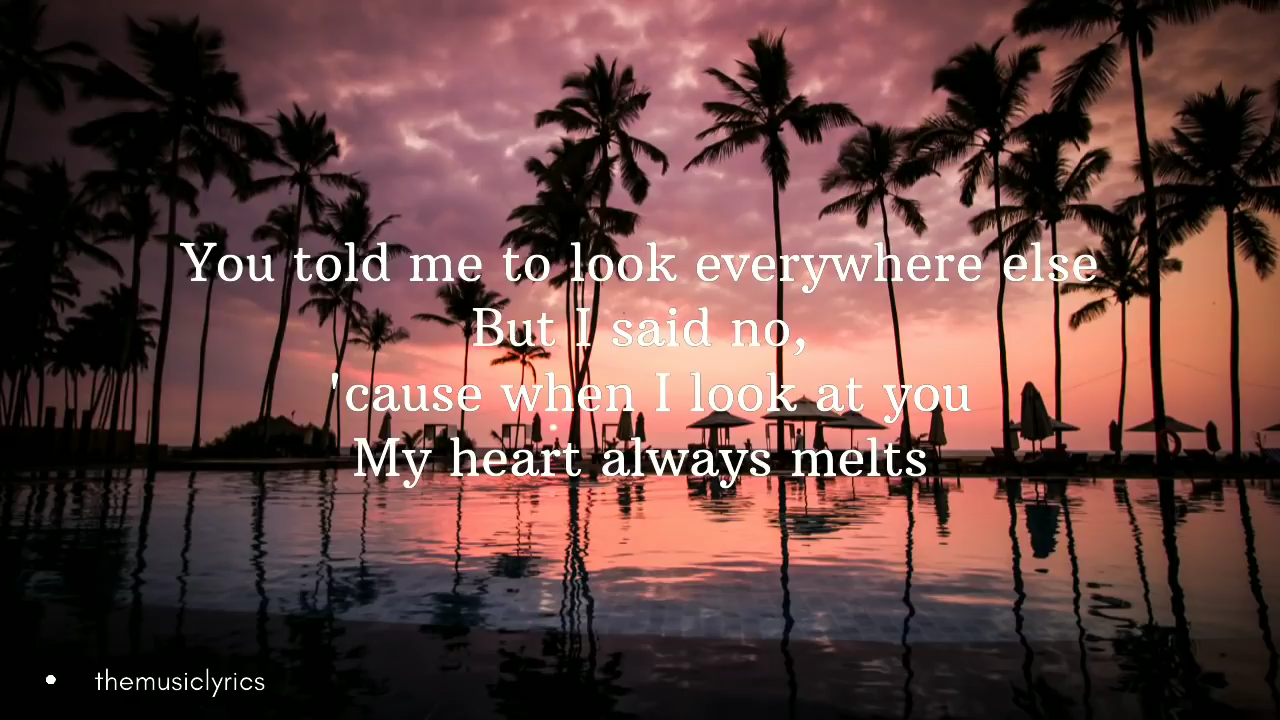 You told me to look everywhere else
But I said no,
'cause when I look at you
My heart always melts
themusiclyrics